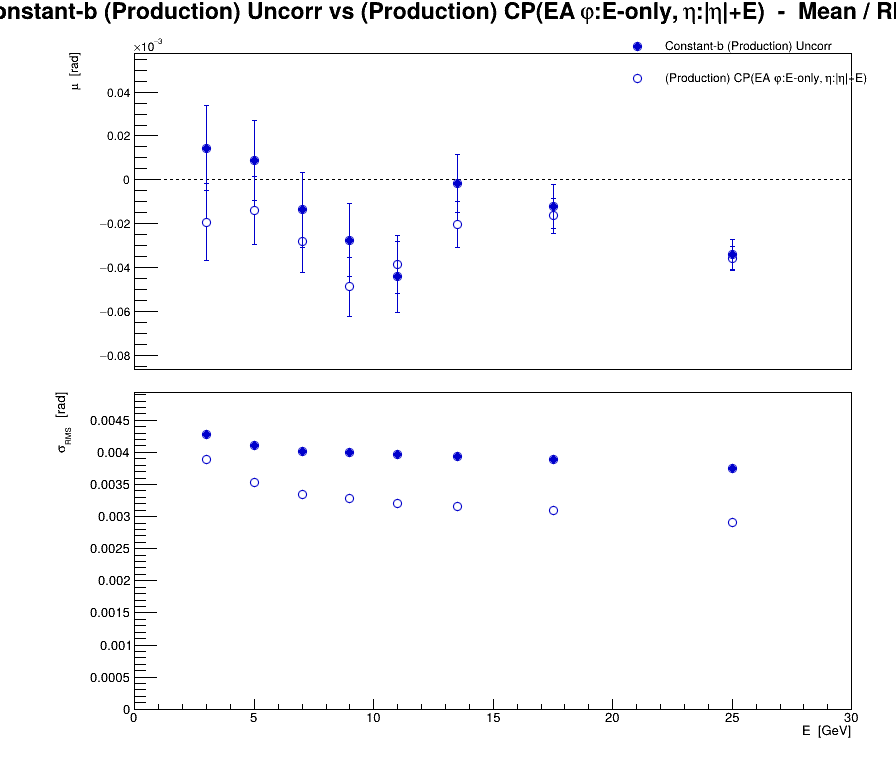 onstant-b (Production) Uncorr vs (Production) CP(EA φ:E-only, η:|η|+E) - Mean / R
×10⁻³
μ [rad]
Constant-b (Production) Uncorr
(Production) CP(EA φ:E-only, η:|η|+E)
0.04
0.02
0
−0.02
−0.04
−0.06
−0.08
σRMS [rad]
0.0045
0.004
0.0035
0.003
0.0025
0.002
0.0015
0.001
0.0005
0
0 5 10 15 20 25 30
E [GeV]